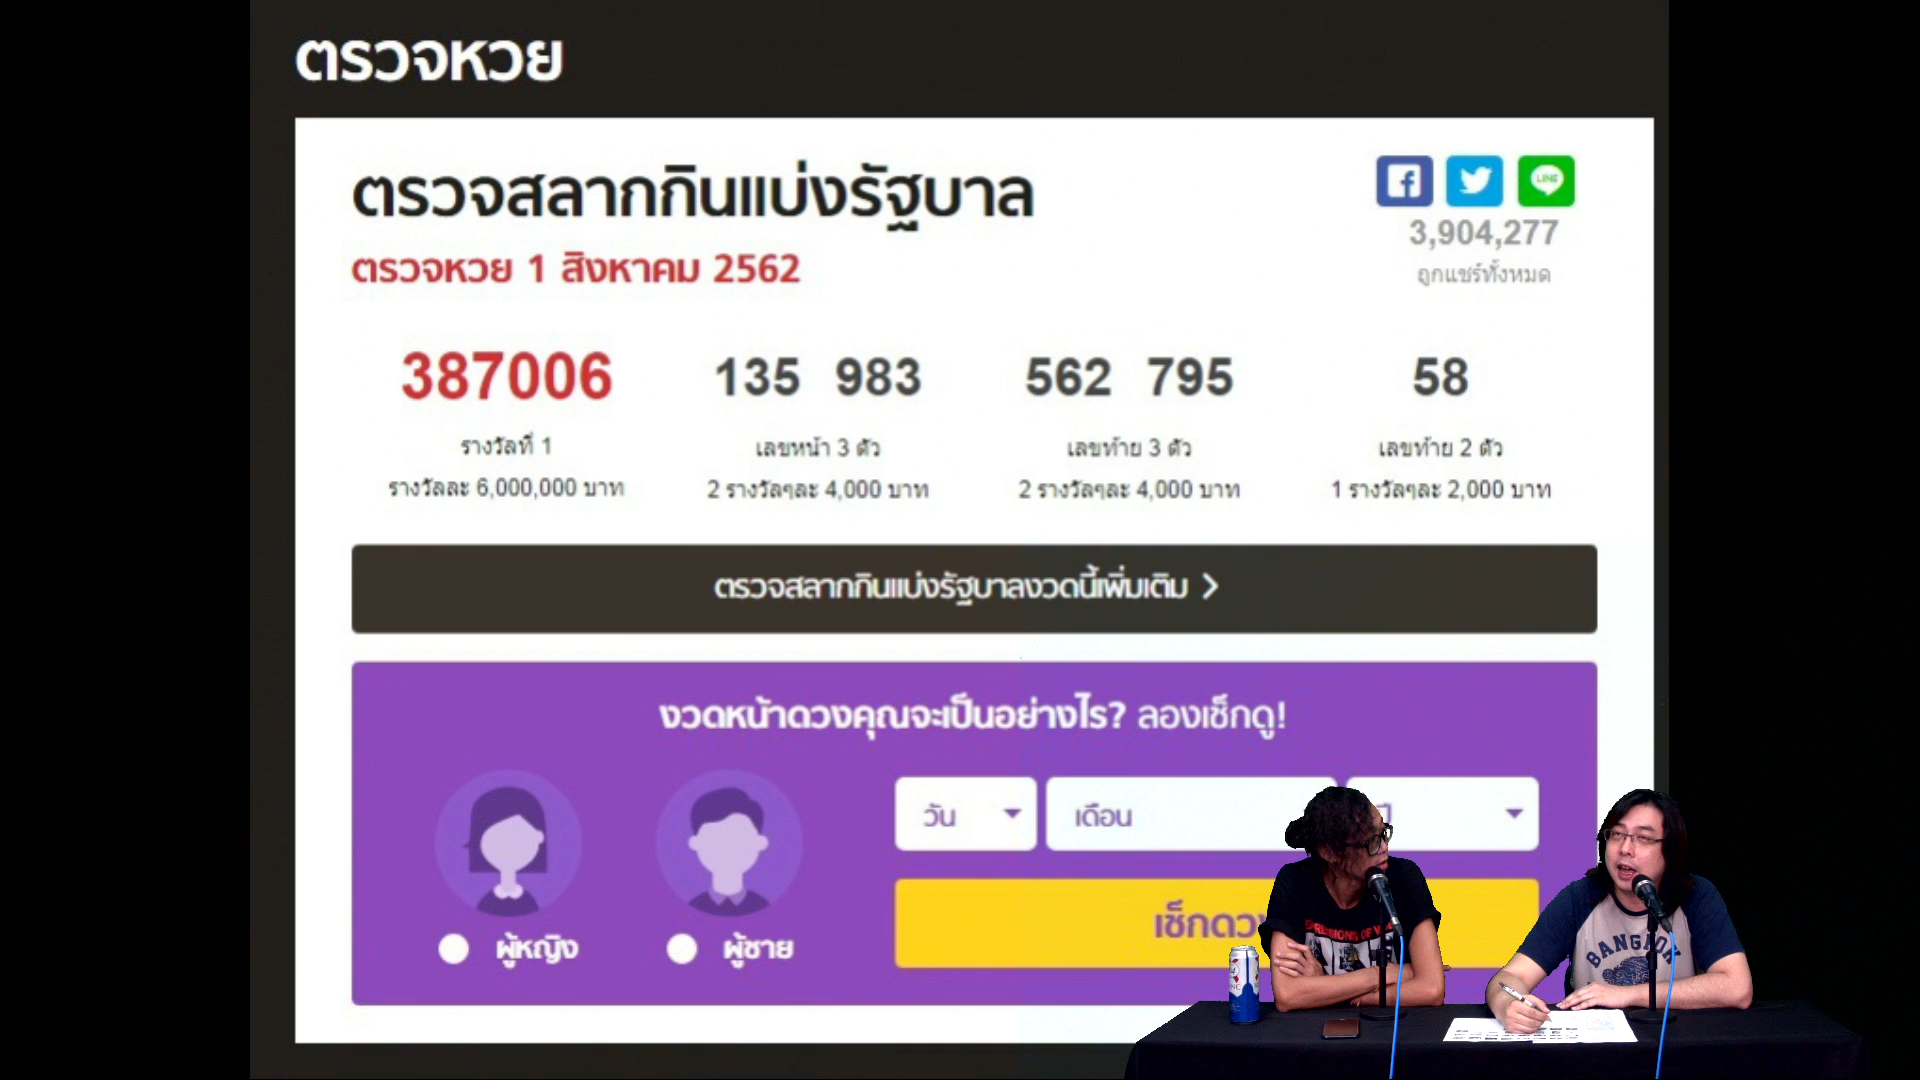 ตรวจหวย
ตรวจสลากกินแบ่งรัฐบาล
ตรวจหวย 1 สิงหาคม 2562
LINE
3,904,277
ถูกแชร์ทั้งหมด
387006
135 983
562 795
58
รางวัลที่ 1
เลขหน้า 3 ตัว
เลขท้าย 3 ตัว
เลขท้าย 2 ตัว
รางวัลละ 6,000,000 บาท
2 รางวัลๆละ 4,000 บาท
2 รางวัลๆละ 4,000 บาท
1 รางวัลๆละ 2,000 บาท
ตรวจสลากกินแบ่งรัฐบาลงวดนี้เพิ่มเติม
งวดหน้าดวงคุณจะเป็นอย่างไร? ลองเช็กดู!
วัน
เดือน
ปี
เช็กดวง
ผู้หญิง
ผู้ชาย
BANGKOK